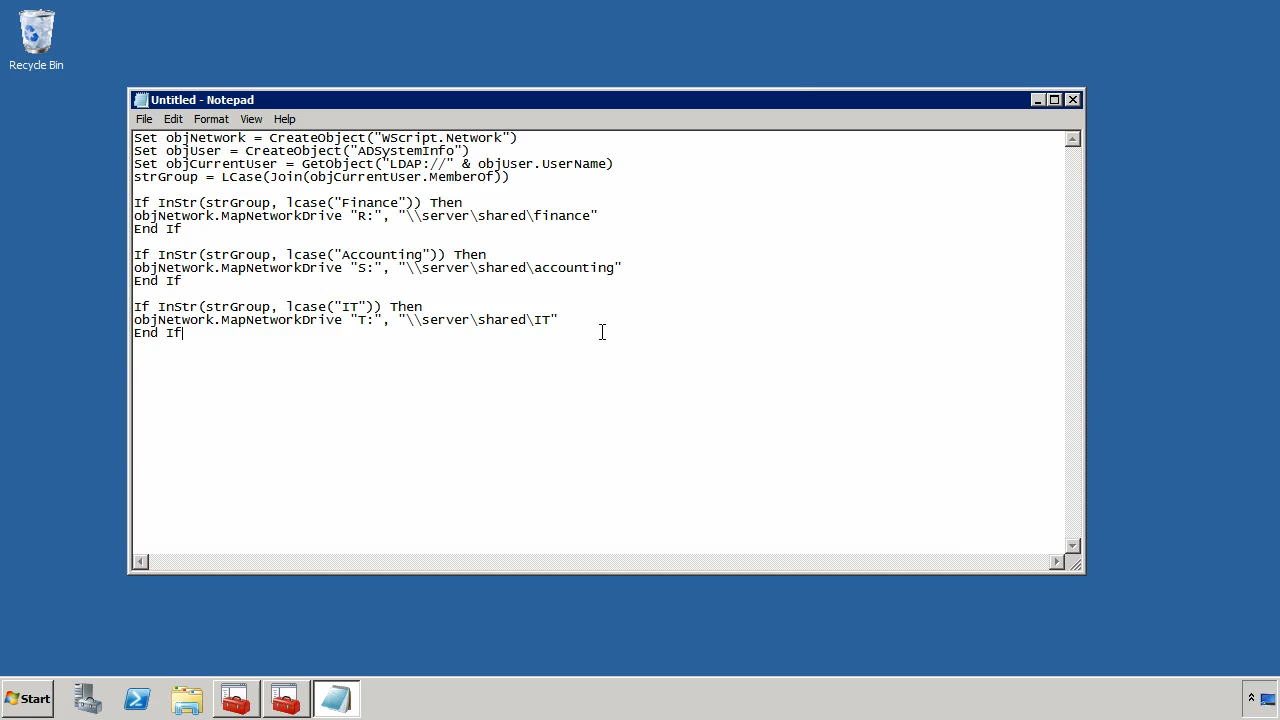 Recycle Bin
Untitled - Notepad
File Edit Format View Help
Set objNetwork = CreateObject("WScript.Network")
Set objUser = CreateObject("ADSystemInfo")
Set objCurrentUser = GetObject("LDAP://" & objUser.UserName)
strGroup = LCase(Join(objCurrentUser.MemberOf))
If InStr(strGroup, lcase("Finance")) Then
objNetwork.MapNetworkDrive "R:", "\\server\shared\finance"
End If
If InStr(strGroup, lcase("Accounting")) Then
objNetwork.MapNetworkDrive "S:", "\\server\shared\accounting"
End If
If InStr(strGroup, lcase("IT")) Then
objNetwork.MapNetworkDrive "T:", "\\server\shared\IT"
End If
Start